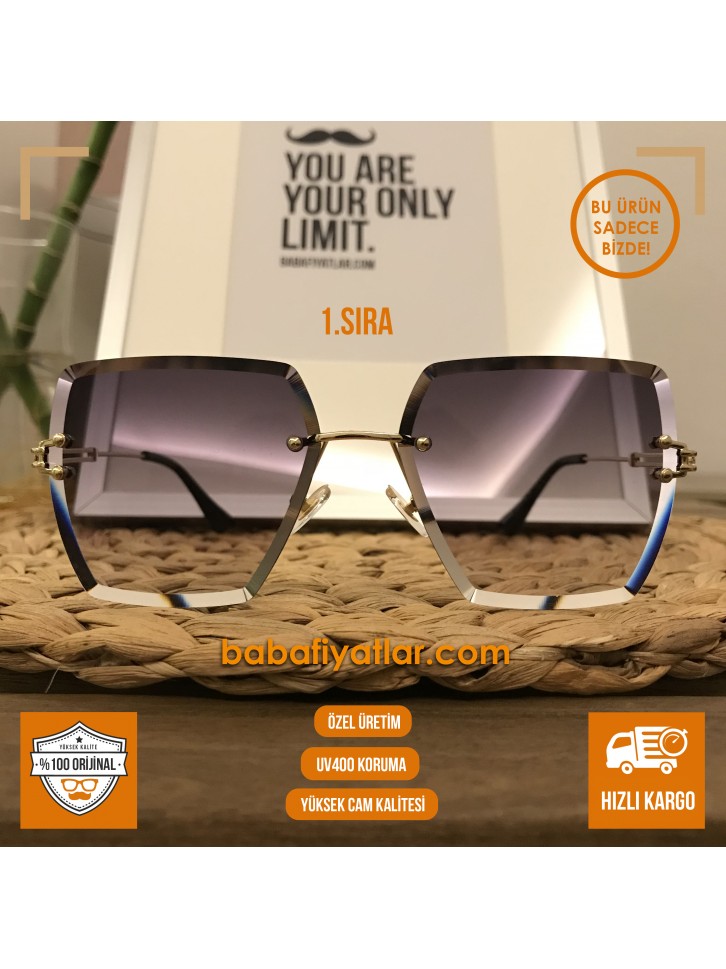 YOU ARE
YOUR ONLY
LIMIT.
BABAFIYATLAR.COM
BU ÜRÜN
SADECE
BİZDE!
1.SIRA
babafiyatlar.com
YÜKSEK KALİTE
%100 ORİJİNAL
ÖZEL ÜRETİM
UV400 KORUMA
YÜKSEK CAM KALİTESİ
HIZLI KARGO